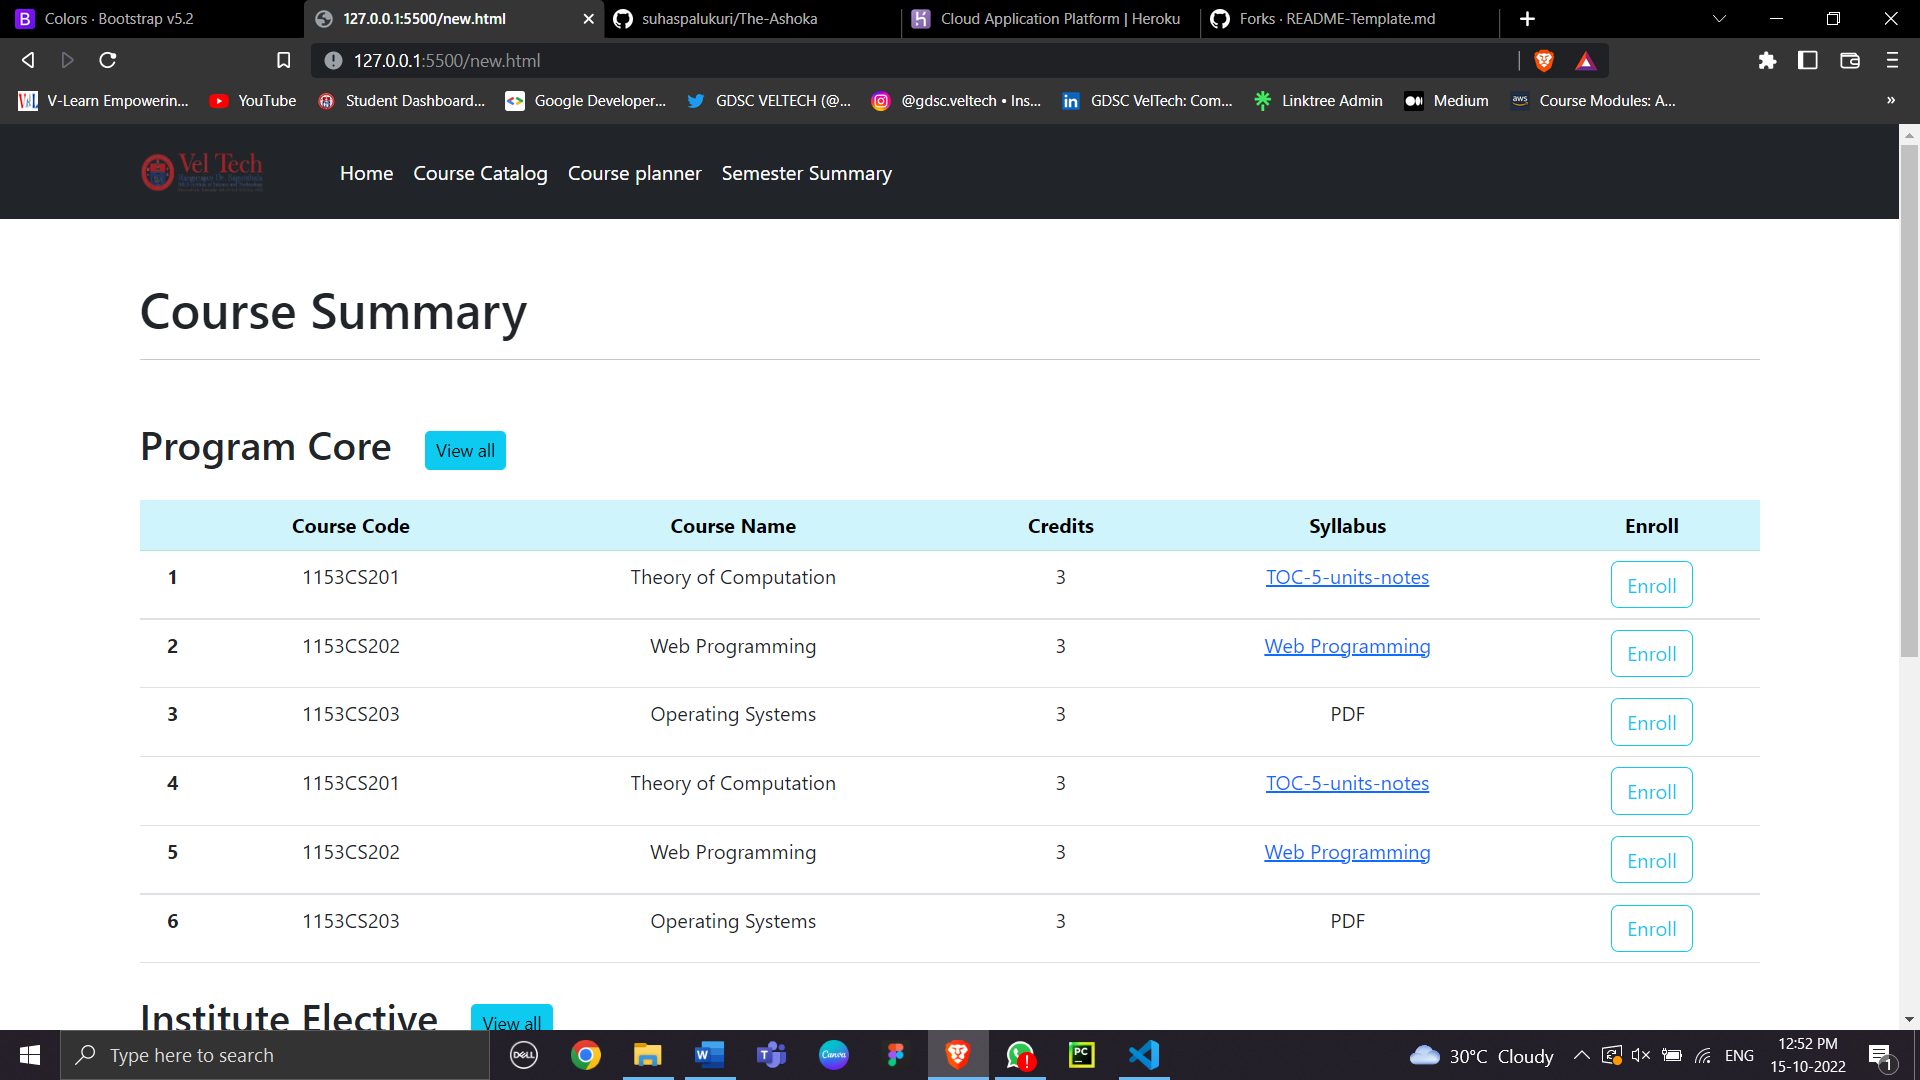 Colors · Bootstrap v5.2
127.0.0.1:5500/new.html
suhaspalukuri/The-Ashoka
Cloud Application Platform | Heroku
Forks · README-Template.md
127.0.0.1:5500/new.html
V-Learn Empowerin...
YouTube
Student Dashboard...
Google Developer...
GDSC VELTECH (@...
@gdsc.veltech • Ins...
GDSC VelTech: Com...
Linktree Admin
Medium
aws
Course Modules: A...
»
Vel Tech
Home
Course Catalog
Course planner
Semester Summary
Course Summary
Program Core
View all
Course Code Course Name Credits Syllabus Enroll
1 1153CS201 Theory of Computation 3 TOC-5-units-notes Enroll
2 1153CS202 Web Programming 3 Web Programming Enroll
3 1153CS203 Operating Systems 3 PDF Enroll
4 1153CS201 Theory of Computation 3 TOC-5-units-notes Enroll
5 1153CS202 Web Programming 3 Web Programming Enroll
6 1153CS203 Operating Systems 3 PDF Enroll
Institute Elective
View all
Type here to search
DELL
Canva
PC
30°C Cloudy
ENG
12:52 PM
15-10-2022
1